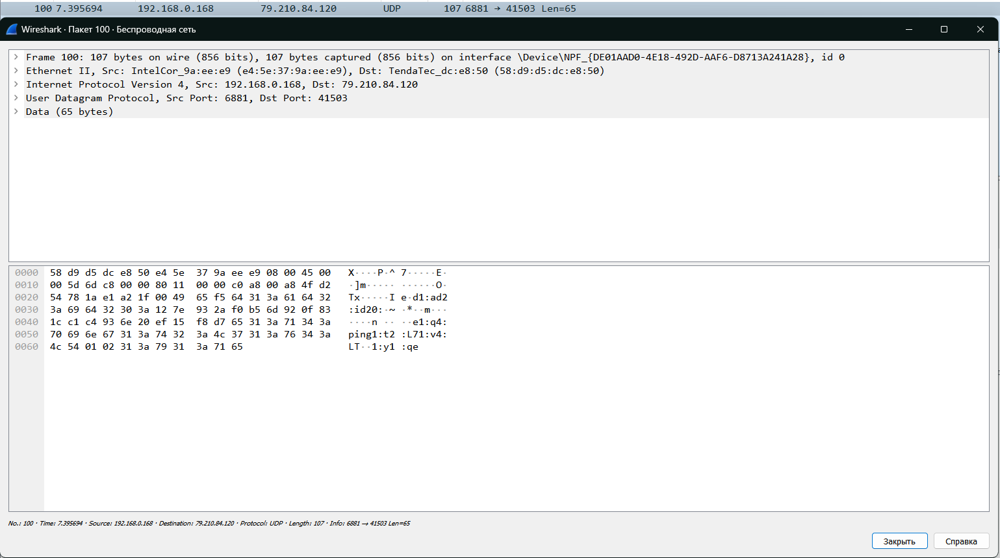 100 7.395694 192.168.0.168 79.210.84.120 UDP 107 6881 → 41503 Len=65
Wireshark · Пакет 100 · Беспроводная сеть
Frame 100: 107 bytes on wire (856 bits), 107 bytes captured (856 bits) on interface \Device\NPF_{DE01AAD0-4E18-492D-AAF6-D8713A241A28}, id 0
Ethernet II, Src: IntelCor_9a:ee:e9 (e4:5e:37:9a:ee:e9), Dst: TendaTec_dc:e8:50 (58:d9:d5:dc:e8:50)
Internet Protocol Version 4, Src: 192.168.0.168, Dst: 79.210.84.120
User Datagram Protocol, Src Port: 6881, Dst Port: 41503
Data (65 bytes)
0000 58 d9 d5 dc e8 50 e4 5e 37 9a ee e9 08 00 45 00 X····P·^ 7·····E·
0010 00 5d 6d c8 00 00 80 11 00 00 c0 a8 00 a8 4f d2 ·]m····· ······O·
0020 54 78 1a e1 a2 1f 00 49 65 f5 64 31 3a 61 64 32 Tx·····I e·d1:ad2
0030 3a 69 64 32 30 3a 12 7e 93 2a f0 b5 6d 92 0f 83 :id20:·~ ·*··m···
0040 1c c1 c4 93 6e 20 ef 15 f8 d7 65 31 3a 71 34 3a ····n ·· ··e1:q4:
0050 70 69 6e 67 31 3a 74 32 3a 4c 37 31 3a 76 34 3a ping1:t2 :L71:v4:
0060 4c 54 01 02 31 3a 79 31 3a 71 65 LT··1:y1 :qe
No.: 100 · Time: 7.395694 · Source: 192.168.0.168 · Destination: 79.210.84.120 · Protocol: UDP · Length: 107 · Info: 6881 → 41503 Len=65
Закрыть Справка